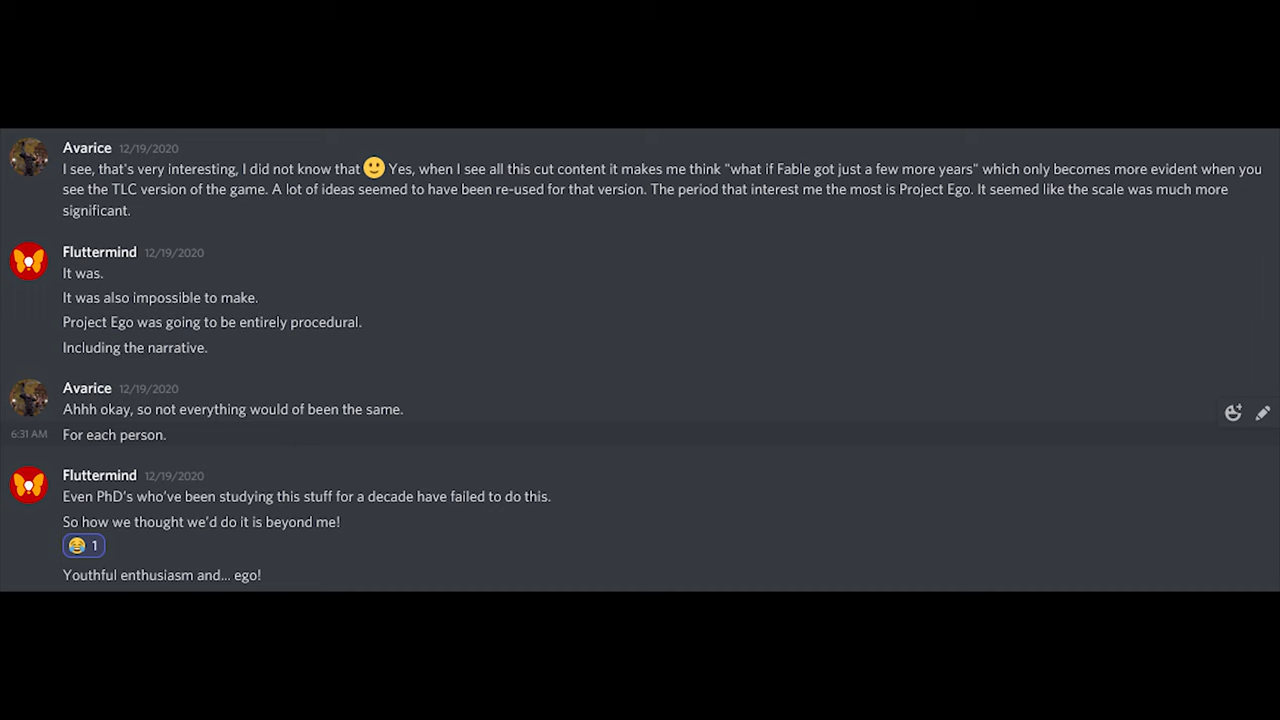 Avarice 12/19/2020
I see, that's very interesting, I did not know that 🙂 Yes, when I see all this cut content it makes me think "what if Fable got just a few more years" which only becomes more evident when you
see the TLC version of the game. A lot of ideas seemed to have been re-used for that version. The period that interest me the most is Project Ego. It seemed like the scale was much more
significant.
Fluttermind 12/19/2020
It was.
It was also impossible to make.
Project Ego was going to be entirely procedural.
Including the narrative.
Avarice 12/19/2020
Ahhh okay, so not everything would of been the same.
6:31 AM For each person.
Fluttermind 12/19/2020
Even PhD's who've been studying this stuff for a decade have failed to do this.
So how we thought we'd do it is beyond me!
😂 1
Youthful enthusiasm and... ego!